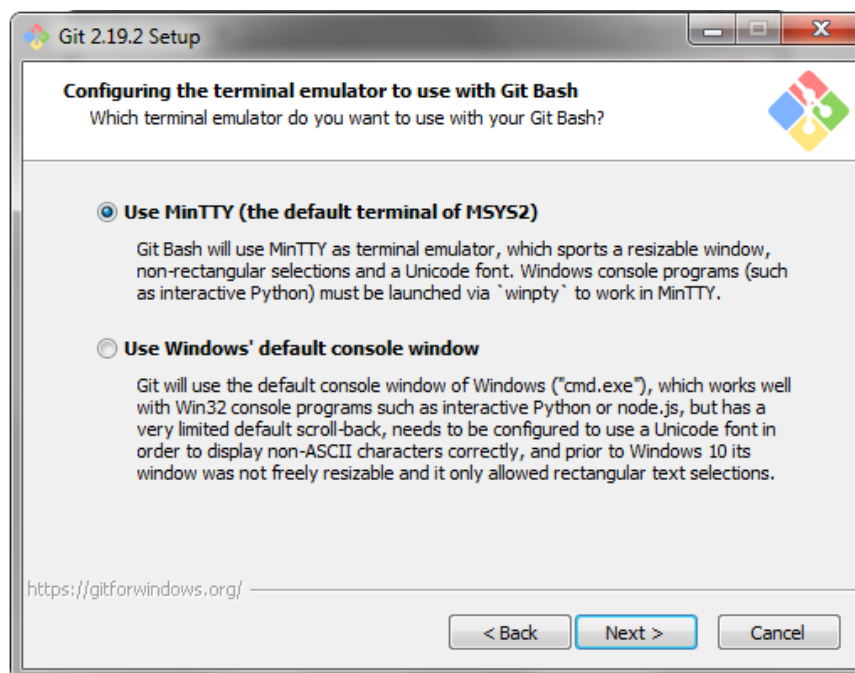 Git 2.19.2 Setup
Configuring the terminal emulator to use with Git Bash
Which terminal emulator do you want to use with your Git Bash?
Use MinTTY (the default terminal of MSYS2)
Git Bash will use MinTTY as terminal emulator, which sports a resizable window,
non-rectangular selections and a Unicode font. Windows console programs (such
as interactive Python) must be launched via `winpty` to work in MinTTY.
Use Windows' default console window
Git will use the default console window of Windows ("cmd.exe"), which works well
with Win32 console programs such as interactive Python or node.js, but has a
very limited default scroll-back, needs to be configured to use a Unicode font in
order to display non-ASCII characters correctly, and prior to Windows 10 its
window was not freely resizable and it only allowed rectangular text selections.
https://gitforwindows.org/
< Back
Next >
Cancel